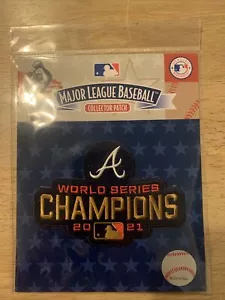 MAJOR LEAGUE BASEBALL
COLLECTOR PATCH
A
WORLD SERIES
CHAMPIONS
20 21